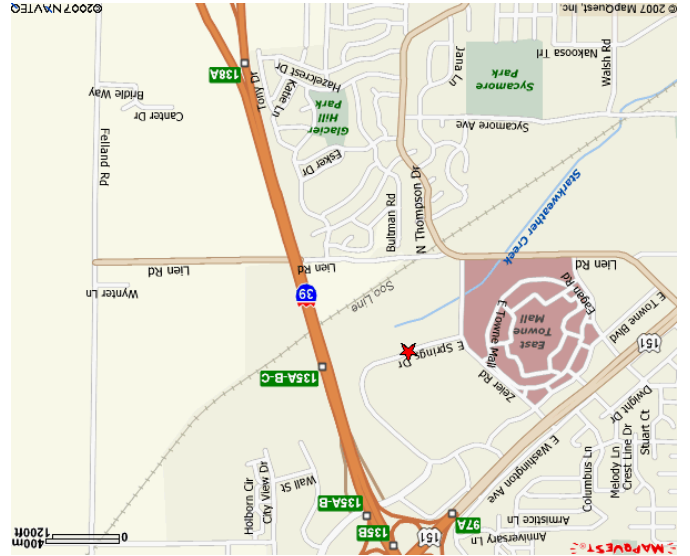 ©2007 NAVTEQ
© 2007 MapQuest, Inc.
Walsh Rd
Nakoosa Trl
Jana Ln
Sycamore
Park
138A
Tony Dr
Hazelcrest Dr
Katie Ln
Glacier
Hill
Park
Esker Dr
Bridle Way
Canter Dr
Felland Rd
Sycamore Ave
N Thompson Dr
Bultman Rd
Starkweather Creek
Lien Rd
Lien Rd
Lien Rd
Wynter Ln
Soo Line
39
E Springs Dr
E Towne Mall
East
Towne
Mall
Eagan Rd
E Towne Blvd
151
Zeier Rd
135A-B-C
Dwight Dr
Stuart Ct
Crest Line Dr
Melody Ln
Columbus Ln
E Washington Ave
Wall St
City View Dr
Holborn Cir
135A-B
135B
151
97A
Armistice Ln
Anniversary Ln
400m
1200ft
MAPQUEST®